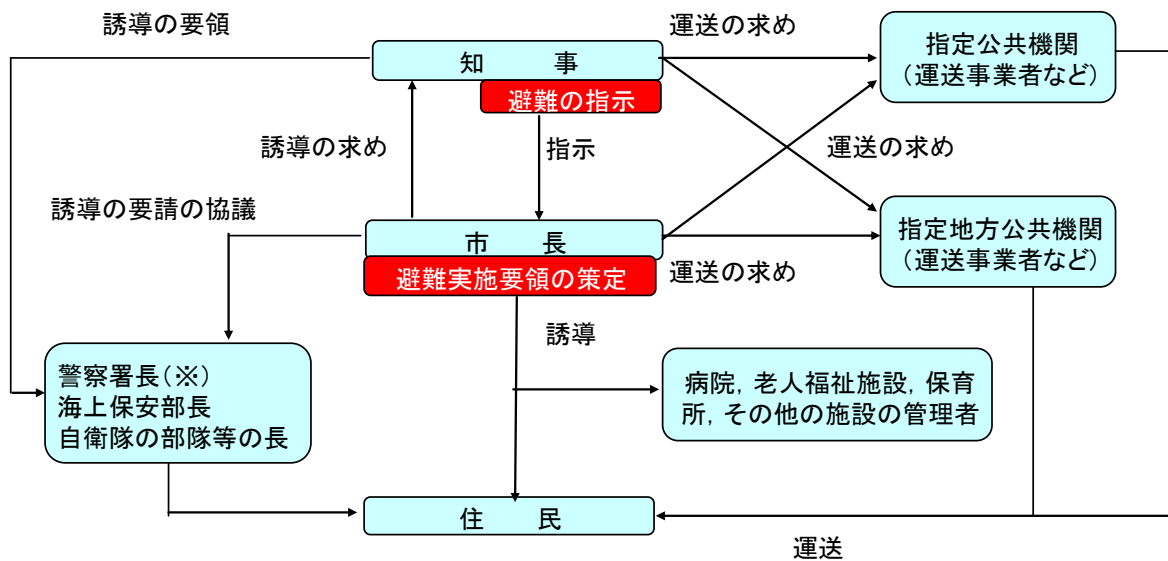 誘導の要領
運送の求め
知　事
指定公共機関
（運送事業者など）
避難の指示
誘導の求め
指示
運送の求め
誘導の要請の協議
市　長
指定地方公共機関
（運送事業者など）
避難実施要領の策定
運送の求め
誘導
警察署長（※）
海上保安部長
自衛隊の部隊等の長
病院，老人福祉施設，保育
所，その他の施設の管理者
住　民
運送